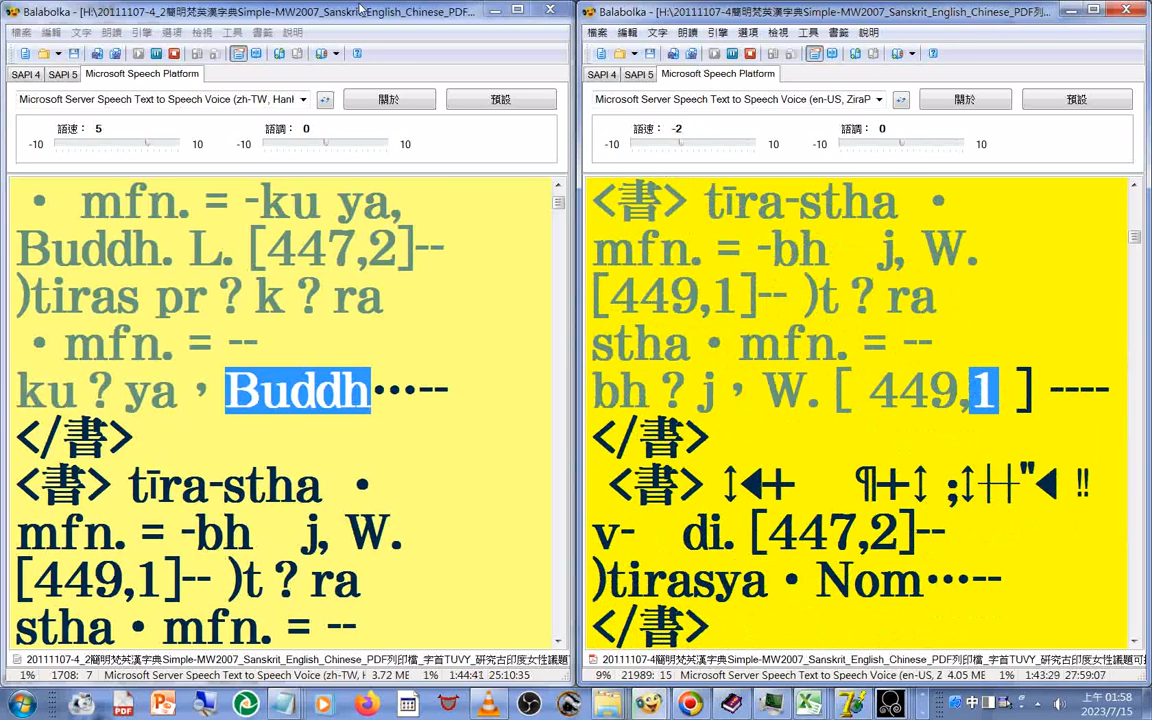 Balabolka - [H:\20111107-4_2簡明梵英漢字典Simple-MW2007_Sanskrit_English_Chinese_PDF...
檔案 編輯 文字 朗讀 引擎 選項 檢視 工具 書籤 說明
SAPI 4 SAPI 5 Microsoft Speech Platform
Microsoft Server Speech Text to Speech Voice (zh-TW, HanH
關於 預設
語速： 5 語調： 0
-10 10 -10 10
• mfn. = -ku ya,
Buddh. L. [447,2]--
)tiras pr ? k ? ra
• mfn. = --
ku ? ya，Buddh…--
</書>
<書> tīra-stha •
mfn. = -bh j, W.
[449,1]-- )t ? ra
stha • mfn. = --
20111107-4_2簡明梵英漢字典Simple-MW2007_Sanskrit_English_Chinese_PDF列印檔_字首TUVY_研究古印度女性議題
1% 1708: 7 Microsoft Server Speech Text to Speech Voice (zh-TW, H 3.72 MB 1% 1:44:41 25:10:35
Balabolka - [H:\20111107-4簡明梵英漢字典Simple-MW2007_Sanskrit_English_Chinese_PDF列...
檔案 編輯 文字 朗讀 引擎 選項 檢視 工具 書籤 說明
SAPI 4 SAPI 5 Microsoft Speech Platform
Microsoft Server Speech Text to Speech Voice (en-US, ZiraP
關於 預設
語速： -2 語調： 0
-10 10 -10 10
<書> tīra-stha •
mfn. = -bh j, W.
[449,1]-- )t ? ra
stha • mfn. = --
bh ? j，W. [ 449,1 ] ----
</書>
<書> ↕◄+ ¶+↕ ;↕┼┼"◄ ‼
v- di. [447,2]--
)tirasya • Nom…--
</書>
20111107-4簡明梵英漢字典Simple-MW2007_Sanskrit_English_Chinese_PDF列印檔_字首TUVY_研究古印度女性議題可
9% 21989: 15 Microsoft Server Speech Text to Speech Voice (en-US, Z 4.05 MB 1% 1:43:29 27:59:07
中
上午 01:58
2023/7/15